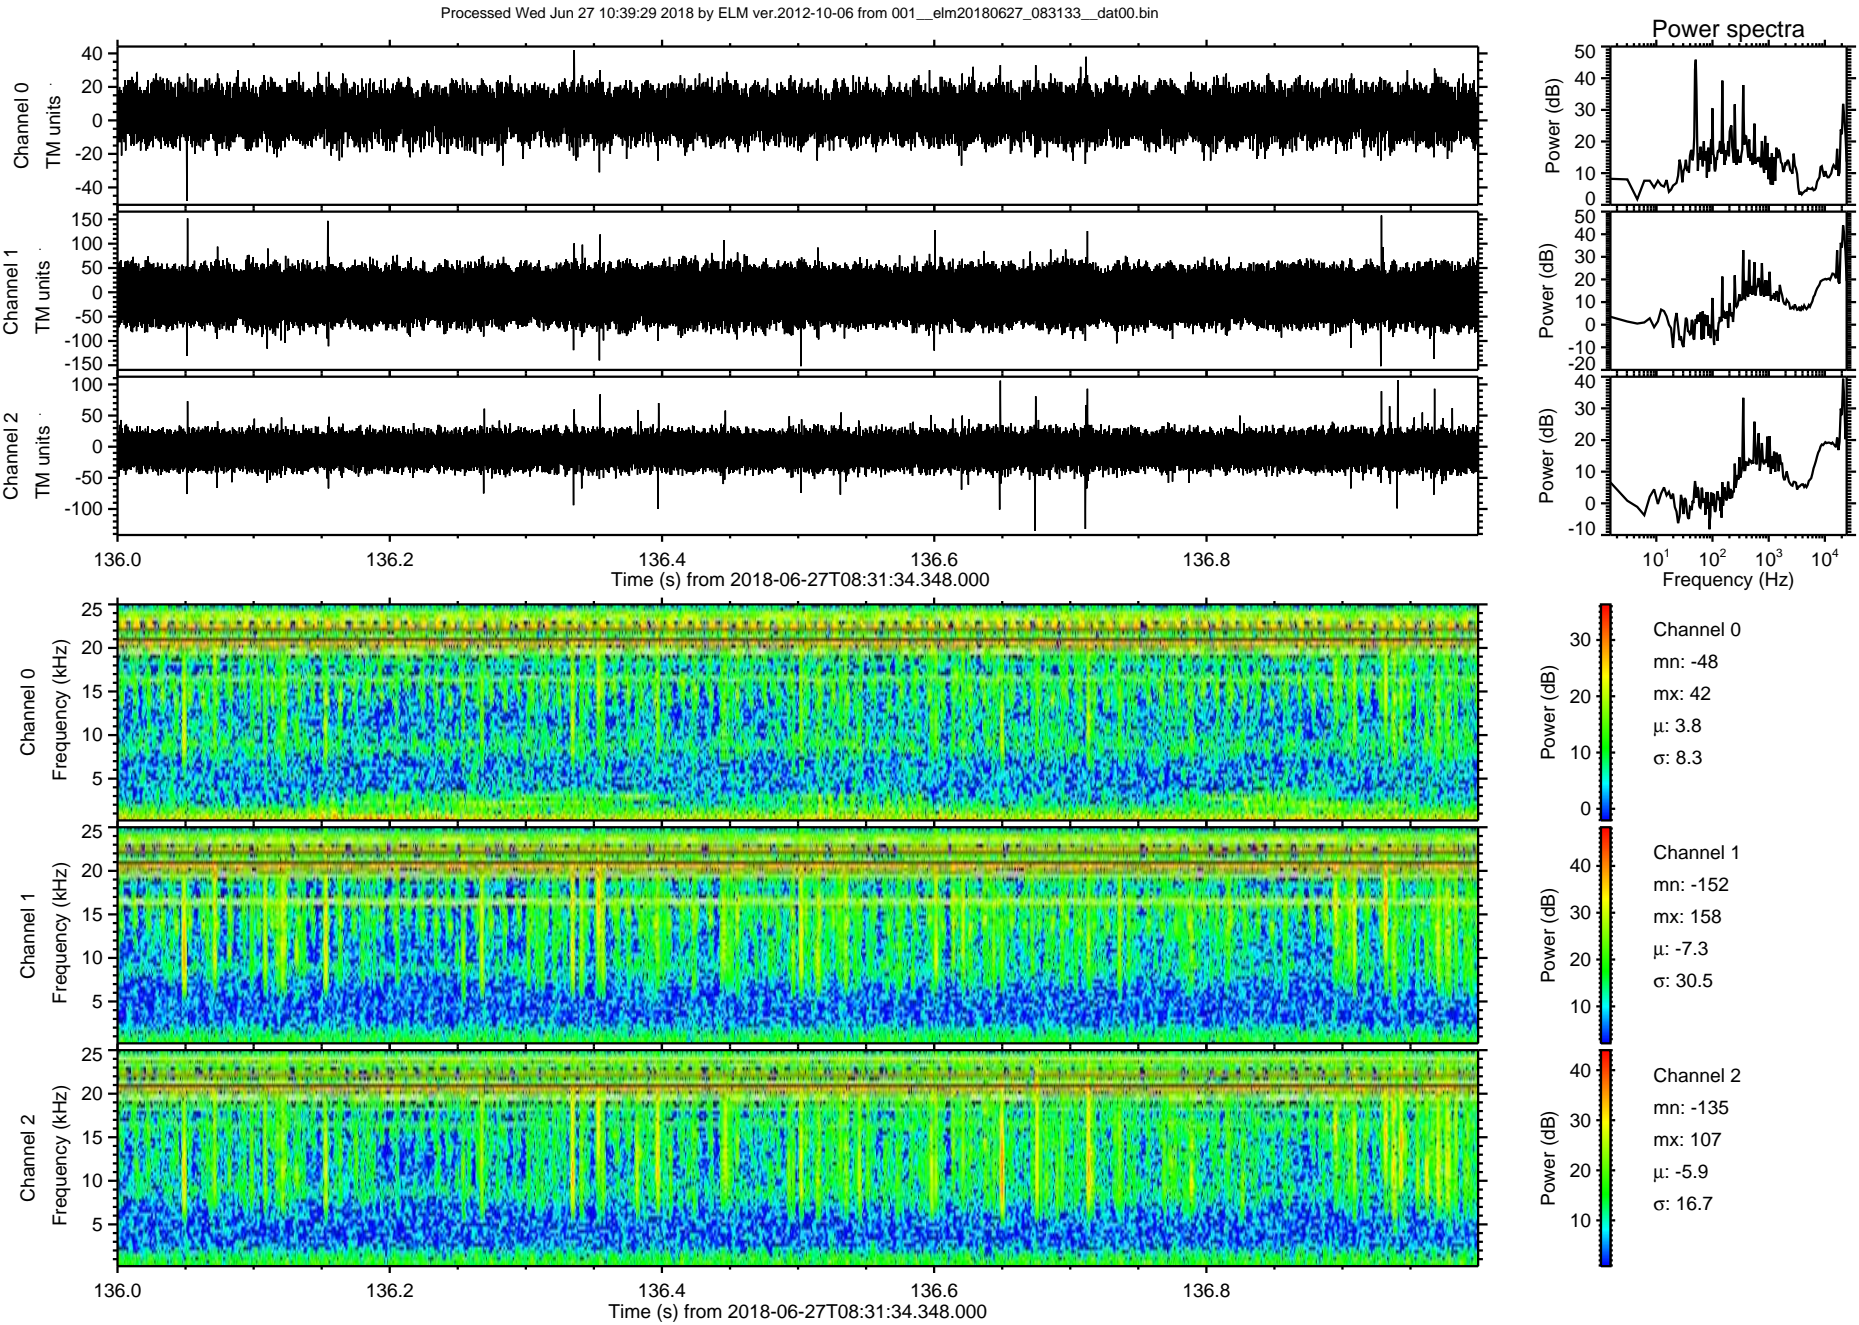 Processed Wed Jun 27 10:39:29 2018 by ELM ver.2012-10-06 from 001__elm20180627_083133__dat00.bin
Power spectra
Channel 0
TM units
40
20
0
-20
-40
Power (dB)
50
40
30
20
10
0
Channel 1
TM units
150
100
50
0
-50
-100
-150
Power (dB)
50
40
30
20
10
0
-10
-20
Channel 2
TM units
100
50
0
-50
-100
Power (dB)
40
30
20
10
0
-10
136.0 136.2 136.4 136.6 136.8
Time (s) from 2018-06-27T08:31:34.348.000
10¹ 10² 10³ 10⁴
Frequency (Hz)
Channel 0
Frequency (kHz)
25
20
15
10
5
Power (dB)
30
20
10
0
Channel 0
mn: -48
mx: 42
μ: 3.8
σ: 8.3
Channel 1
Frequency (kHz)
25
20
15
10
5
Power (dB)
40
30
20
10
Channel 1
mn: -152
mx: 158
μ: -7.3
σ: 30.5
Channel 2
Frequency (kHz)
25
20
15
10
5
Power (dB)
40
30
20
10
Channel 2
mn: -135
mx: 107
μ: -5.9
σ: 16.7
136.0 136.2 136.4 136.6 136.8
Time (s) from 2018-06-27T08:31:34.348.000